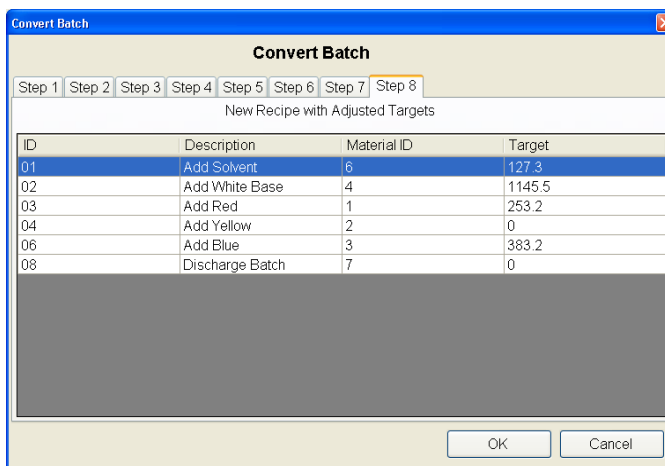 Convert Batch
Convert Batch
Step 1 Step 2 Step 3 Step 4 Step 5 Step 6 Step 7 Step 8
New Recipe with Adjusted Targets
ID Description Material ID Target
01 Add Solvent 6 127.3
02 Add White Base 4 1145.5
03 Add Red 1 253.2
04 Add Yellow 2 0
06 Add Blue 3 383.2
08 Discharge Batch 7 0
OK Cancel